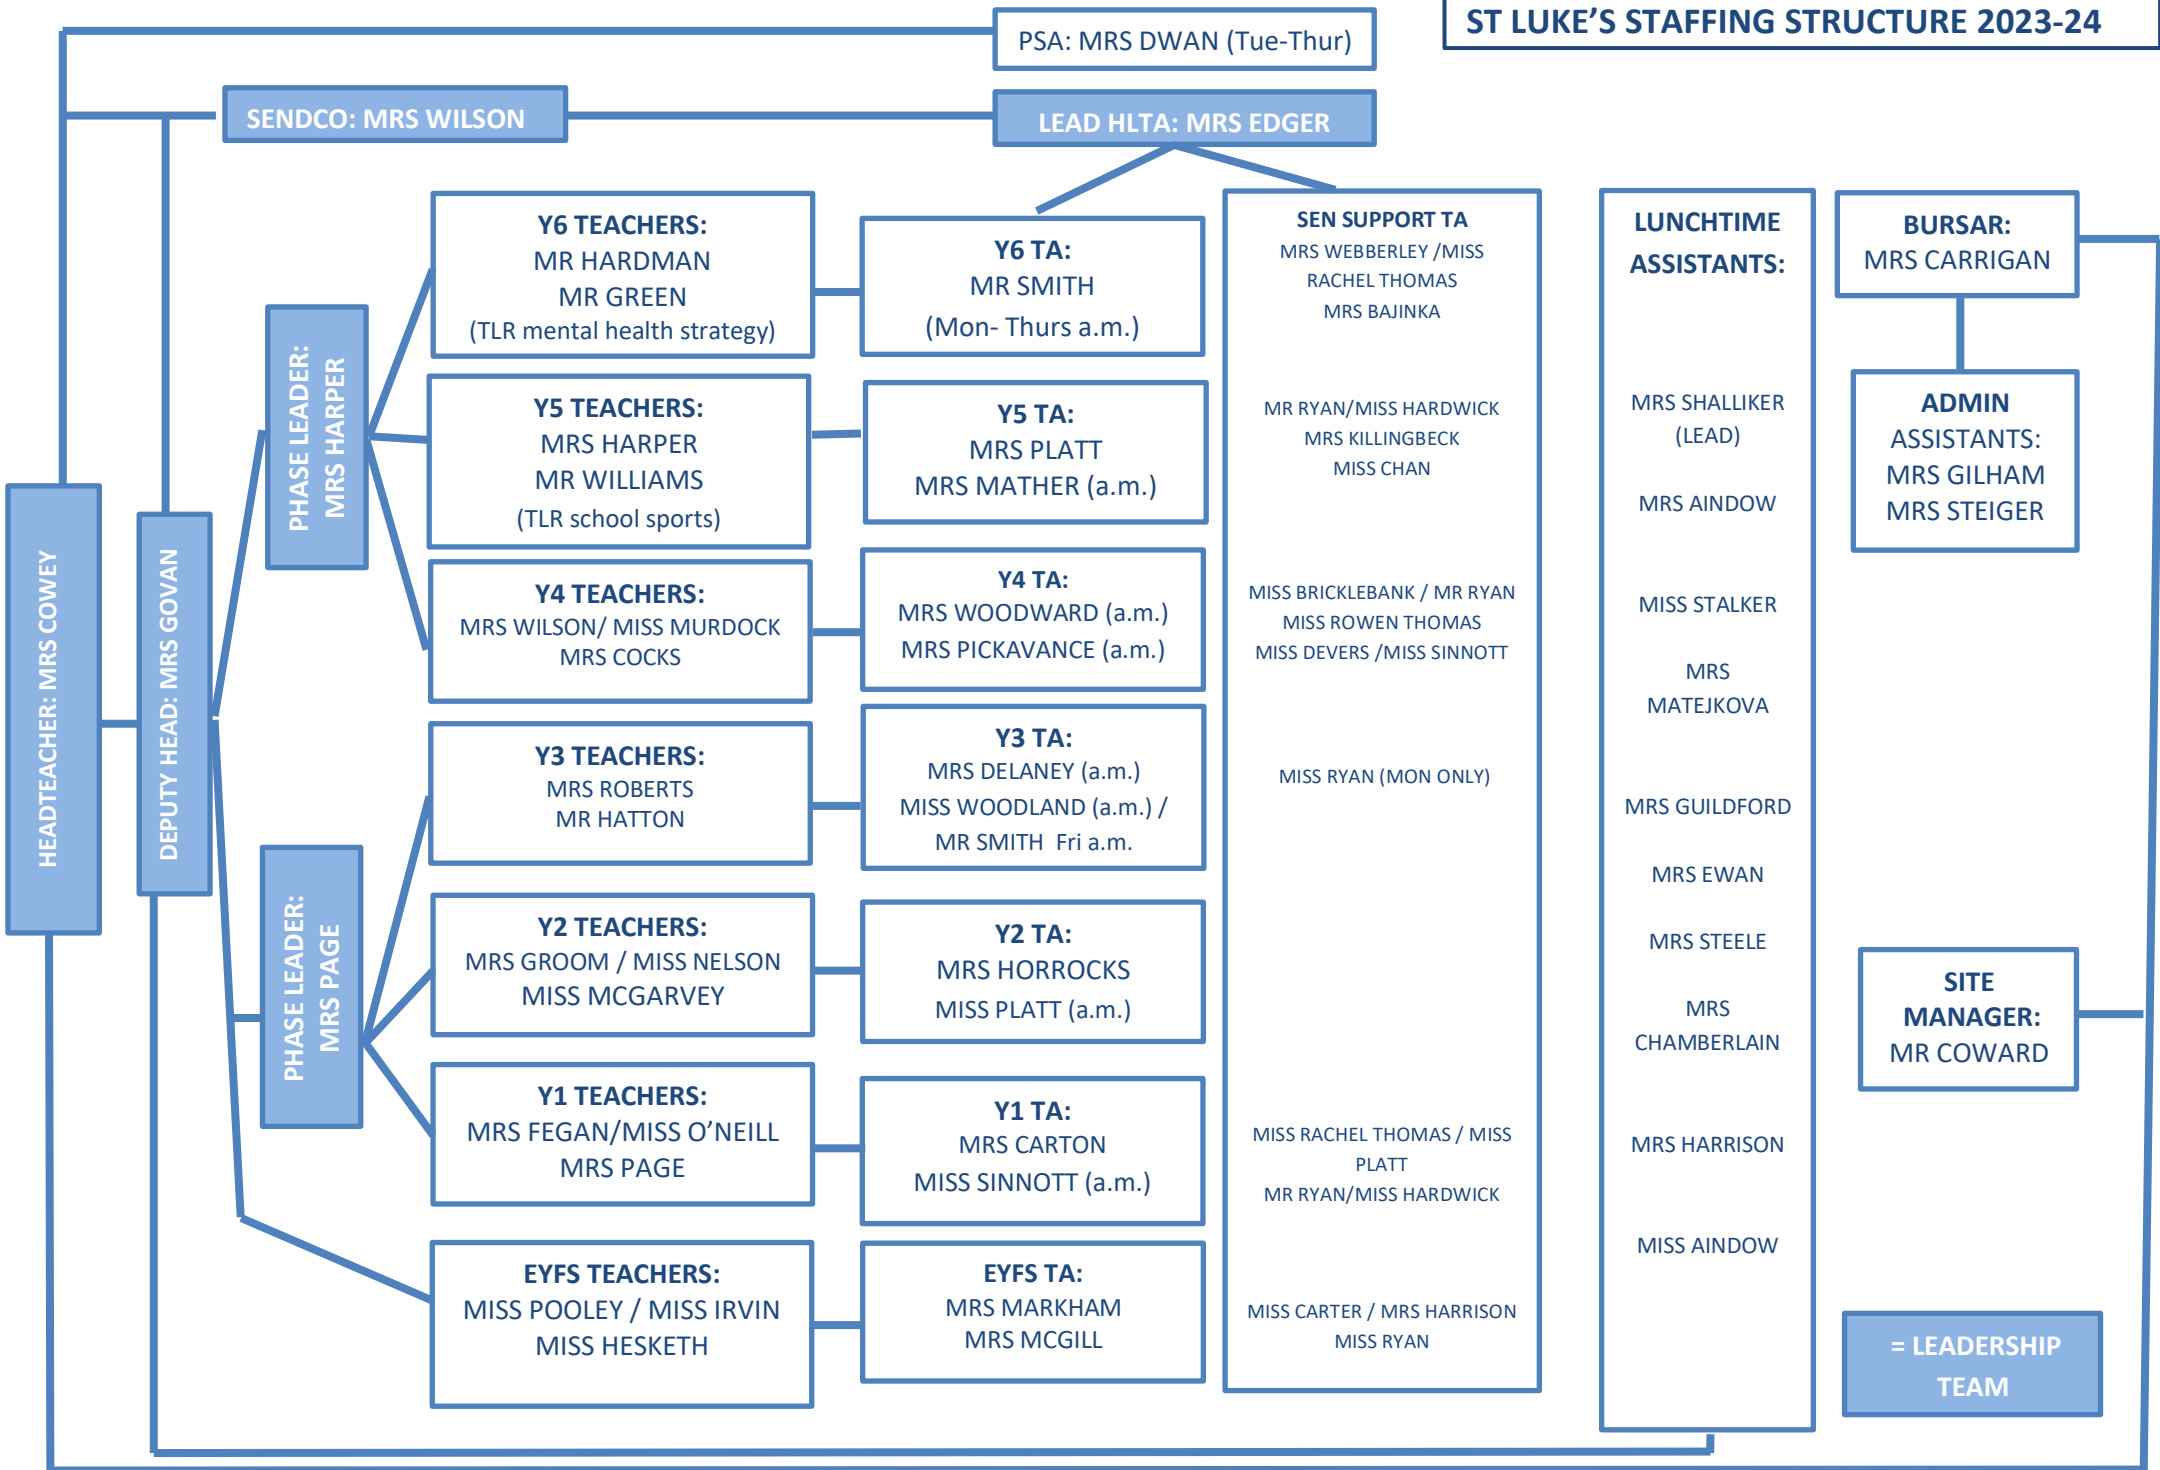 ST LUKE'S STAFFING STRUCTURE 2023-24
PSA: MRS DWAN (Tue-Thur)
SENDCO: MRS WILSON
LEAD HLTA: MRS EDGER
HEADTEACHER: MRS COWEY
DEPUTY HEAD: MRS GOVAN
PHASE LEADER:
MRS HARPER
PHASE LEADER:
MRS PAGE
Y6 TEACHERS:
MR HARDMAN
MR GREEN
(TLR mental health strategy)
Y5 TEACHERS:
MRS HARPER
MR WILLIAMS
(TLR school sports)
Y4 TEACHERS:
MRS WILSON/ MISS MURDOCK
MRS COCKS
Y3 TEACHERS:
MRS ROBERTS
MR HATTON
Y2 TEACHERS:
MRS GROOM / MISS NELSON
MISS MCGARVEY
Y1 TEACHERS:
MRS FEGAN/MISS O'NEILL
MRS PAGE
EYFS TEACHERS:
MISS POOLEY / MISS IRVIN
MISS HESKETH
Y6 TA:
MR SMITH
(Mon- Thurs a.m.)
Y5 TA:
MRS PLATT
MRS MATHER (a.m.)
Y4 TA:
MRS WOODWARD (a.m.)
MRS PICKAVANCE (a.m.)
Y3 TA:
MRS DELANEY (a.m.)
MISS WOODLAND (a.m.) /
MR SMITH Fri a.m.
Y2 TA:
MRS HORROCKS
MISS PLATT (a.m.)
Y1 TA:
MRS CARTON
MISS SINNOTT (a.m.)
EYFS TA:
MRS MARKHAM
MRS MCGILL
SEN SUPPORT TA
MRS WEBBERLEY /MISS
RACHEL THOMAS
MRS BAJINKA
MR RYAN/MISS HARDWICK
MRS KILLINGBECK
MISS CHAN
MISS BRICKLEBANK / MR RYAN
MISS ROWEN THOMAS
MISS DEVERS /MISS SINNOTT
MISS RYAN (MON ONLY)
MISS RACHEL THOMAS / MISS
PLATT
MR RYAN/MISS HARDWICK
MISS CARTER / MRS HARRISON
MISS RYAN
LUNCHTIME
ASSISTANTS:
MRS SHALLIKER
(LEAD)
MRS AINDOW
MISS STALKER
MRS
MATEJKOVA
MRS GUILDFORD
MRS EWAN
MRS STEELE
MRS
CHAMBERLAIN
MRS HARRISON
MISS AINDOW
BURSAR:
MRS CARRIGAN
ADMIN
ASSISTANTS:
MRS GILHAM
MRS STEIGER
SITE
MANAGER:
MR COWARD
= LEADERSHIP
TEAM